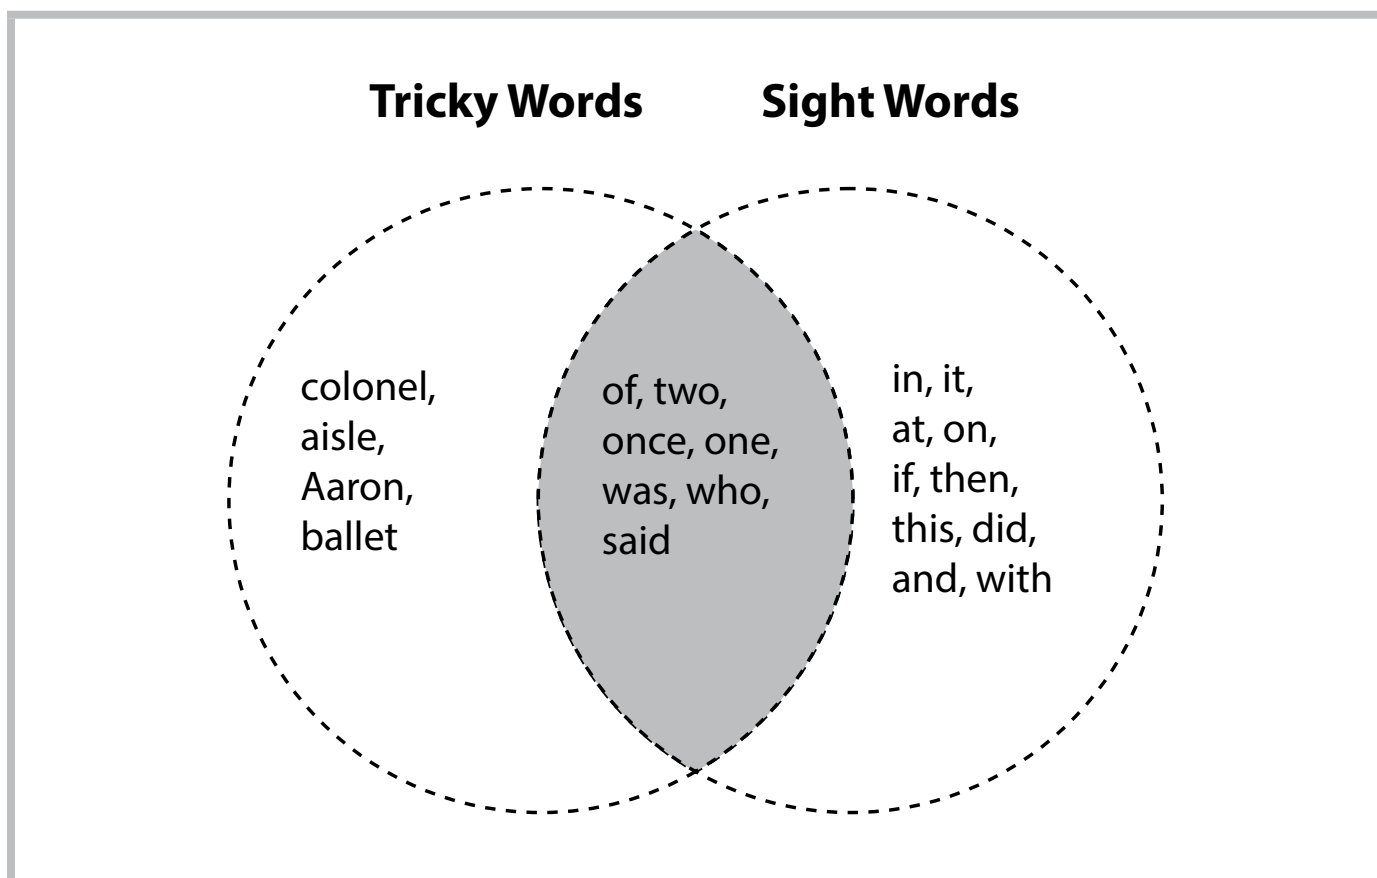 Tricky Words
Sight Words
colonel,
aisle,
Aaron,
ballet
of, two,
once, one,
was, who,
said
in, it,
at, on,
if, then,
this, did,
and, with